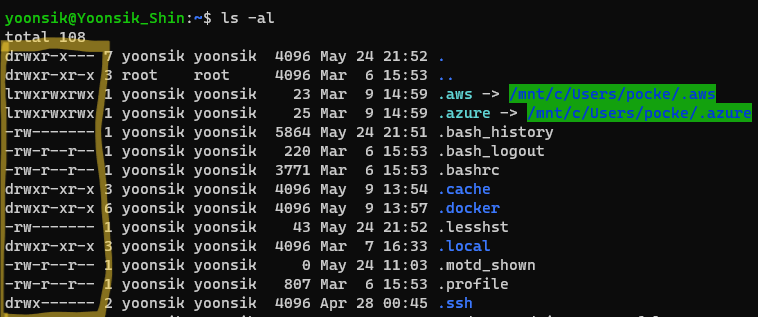 yoonsik@Yoonsik_Shin:~$ ls -al
total 108
drwxr-x--- 7 yoonsik yoonsik 4096 May 24 21:52 .
drwxr-xr-x 3 root root 4096 Mar 6 15:53 ..
lrwxrwxrwx 1 yoonsik yoonsik 23 Mar 9 14:59 .aws -> /mnt/c/Users/pocke/.aws
lrwxrwxrwx 1 yoonsik yoonsik 25 Mar 9 14:59 .azure -> /mnt/c/Users/pocke/.azure
-rw------- 1 yoonsik yoonsik 5864 May 24 21:51 .bash_history
-rw-r--r-- 1 yoonsik yoonsik 220 Mar 6 15:53 .bash_logout
-rw-r--r-- 1 yoonsik yoonsik 3771 Mar 6 15:53 .bashrc
drwxr-xr-x 3 yoonsik yoonsik 4096 May 9 13:54 .cache
drwxr-xr-x 6 yoonsik yoonsik 4096 May 9 13:57 .docker
-rw------- 1 yoonsik yoonsik 43 May 24 21:52 .lesshst
drwxr-xr-x 3 yoonsik yoonsik 4096 Mar 7 16:33 .local
-rw-r--r-- 1 yoonsik yoonsik 0 May 24 11:03 .motd_shown
-rw-r--r-- 1 yoonsik yoonsik 807 Mar 6 15:53 .profile
drwx------ 2 yoonsik yoonsik 4096 Apr 28 00:45 .ssh